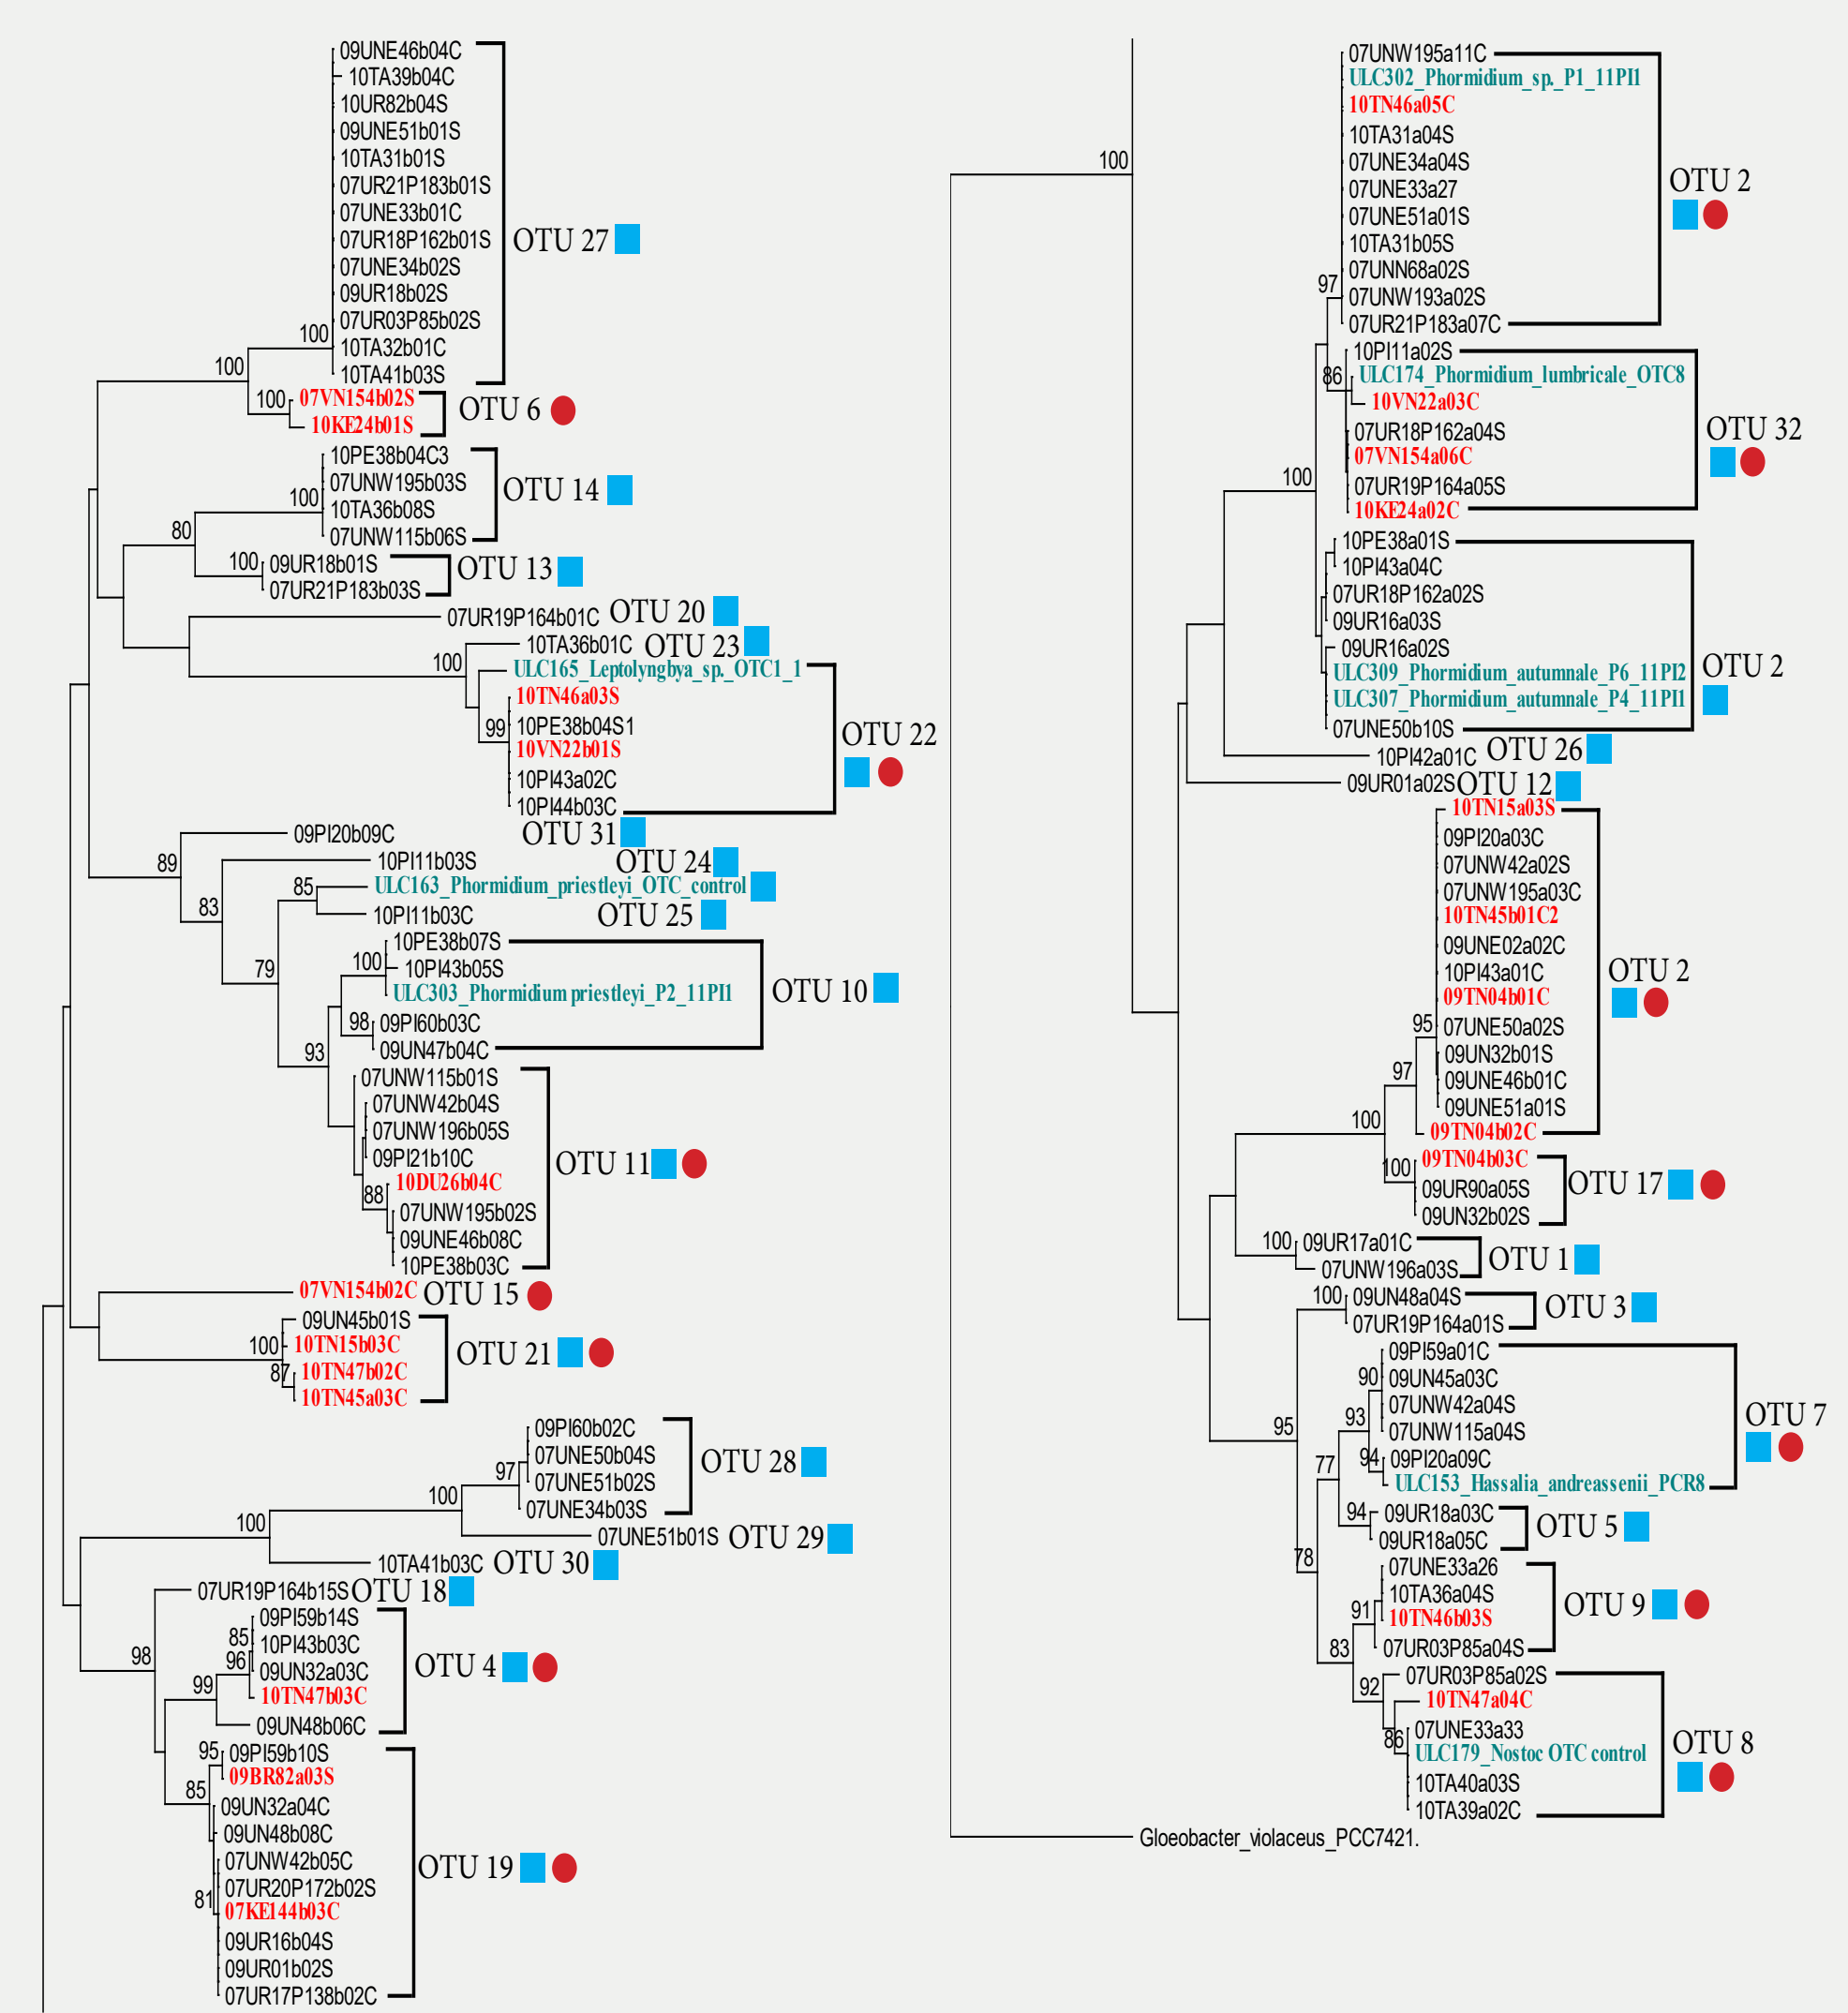 09UNE46b04C
10TA39b04C
10UR82b04S
09UNE51b01S
10TA31b01S
07UR21P183b01S
07UNE33b01C
07UR18P162b01S
OTU 27
07UNE34b02S
09UR18b02S
07UR03P85b02S
100
10TA32b01C
100
10TA41b03S
100
07VN154b02S
OTU 6
10KE24b01S
10PE38b04C3
07UNW195b03S
OTU 14
100
10TA36b08S
80
07UNW115b06S
100
09UR18b01S
OTU 13
07UR21P183b03S
07UR19P164b01C
OTU 20
10TA36b01C
OTU 23
100
ULC165_Leptolyngbya_sp._OTC1_1
10TN46a03S
99
10PE38b04S1
OTU 22
10VN22b01S
10PI43a02C
10PI44b03C
09PI20b09C
OTU 31
89
10PI11b03S
OTU 24
85
ULC163_Phormidium_priestleyi_OTC_control
83
10PI11b03C
OTU 25
10PE38b07S
100
10PI43b05S
79
ULC303_Phormidium priestleyi_P2_11PI1
OTU 10
98
09PI60b03C
93
09UN47b04C
07UNW115b01S
07UNW42b04S
07UNW196b05S
09PI21b10C
OTU 11
10DU26b04C
88
07UNW195b02S
09UNE46b08C
10PE38b03C
07VN154b02C
OTU 15
09UN45b01S
100
10TN15b03C
OTU 21
87
10TN47b02C
10TN45a03C
09PI60b02C
07UNE50b04S
OTU 28
97
07UNE51b02S
100
07UNE34b03S
100
07UNE51b01S
OTU 29
10TA41b03C
OTU 30
07UR19P164b15S
OTU 18
09PI59b14S
85
10PI43b03C
98
96
09UN32a03C
OTU 4
99
10TN47b03C
09UN48b06C
95
09PI59b10S
09BR82a03S
85
09UN32a04C
09UN48b08C
07UNW42b05C
OTU 19
07UR20P172b02S
81
07KE144b03C
09UR16b04S
09UR01b02S
07UR17P138b02C
100
07UNW195a11C
ULC302_Phormidium_sp._P1_11PI1
10TN46a05C
10TA31a04S
07UNE34a04S
07UNE33a27
OTU 2
07UNE51a01S
10TA31b05S
07UNN68a02S
97
07UNW193a02S
07UR21P183a07C
10PI11a02S
86
ULC174_Phormidium_lumbricale_OTC8
10VN22a03C
07UR18P162a04S
OTU 32
07VN154a06C
100
07UR19P164a05S
10KE24a02C
10PE38a01S
10PI43a04C
07UR18P162a02S
09UR16a03S
09UR16a02S
ULC309_Phormidium_autumnale_P6_11PI2
OTU 2
ULC307_Phormidium_autumnale_P4_11PI1
07UNE50b10S
10PI42a01C
OTU 26
09UR01a02S
OTU 12
10TN15a03S
09PI20a03C
07UNW42a02S
07UNW195a03C
10TN45b01C2
09UNE02a02C
10PI43a01C
OTU 2
09TN04b01C
95
07UNE50a02S
09UN32b01S
97
09UNE46b01C
09UNE51a01S
100
09TN04b02C
09TN04b03C
100
09UR90a05S
OTU 17
09UN32b02S
100
09UR17a01C
OTU 1
07UNW196a03S
100
09UN48a04S
OTU 3
07UR19P164a01S
09PI59a01C
90
09UN45a03C
07UNW42a04S
95
93
07UNW115a04S
OTU 7
94
09PI20a09C
77
ULC153_Hassalia_andreassenii_PCR8
94
09UR18a03C
OTU 5
09UR18a05C
78
07UNE33a26
10TA36a04S
OTU 9
91
10TN46b03S
83
07UR03P85a04S
07UR03P85a02S
92
10TN47a04C
07UNE33a33
86
ULC179_Nostoc OTC control
OTU 8
10TA40a03S
10TA39a02C
Gloeobacter_violaceus_PCC7421.